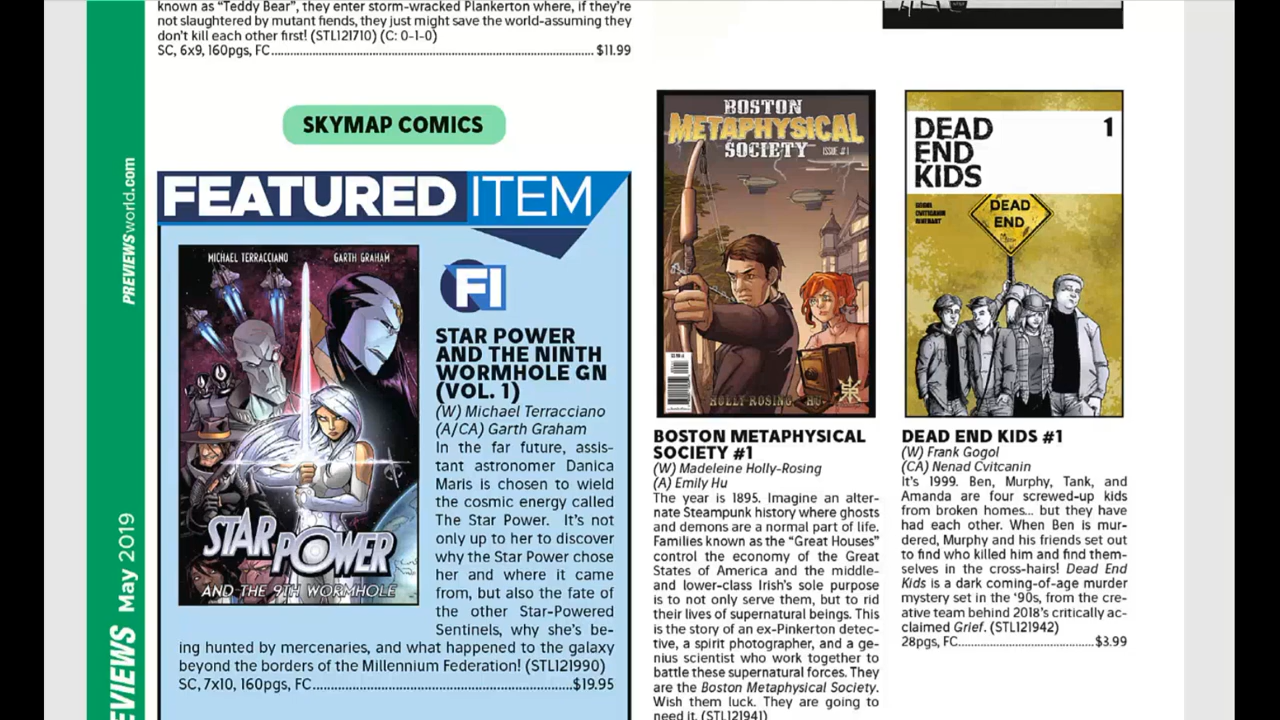 known as “Teddy Bear”, they enter storm-wracked Plankerton where, if they’re
not slaughtered by mutant fiends, they just might save the world-assuming they
don’t kill each other first! (STL121710) (C: 0-1-0)
SC, 6x9, 160pgs, FC................................................................................ $11.99
SKYMAP COMICS
FEATURED ITEM
MICHAEL TERRACCIANO
GARTH GRAHAM
STAR POWER
AND THE 9TH WORMHOLE
FI
STAR POWER
AND THE NINTH
WORMHOLE GN
(VOL. 1)
(W) Michael Terracciano
(A/CA) Garth Graham
In the far future, assis-
tant astronomer Danica
Maris is chosen to wield
the cosmic energy called
The Star Power. It’s not
only up to her to discover
why the Star Power chose
her and where it came
from, but also the fate of
the other Star-Powered
Sentinels, why she’s be-
ing hunted by mercenaries, and what happened to the galaxy
beyond the borders of the Millennium Federation! (STL121990)
SC, 7x10, 160pgs, FC................................................................$19.95
BOSTON
METAPHYSICAL
SOCIETY
ISSUE #1
HOLLY-ROSING HU
BOSTON METAPHYSICAL
SOCIETY #1
(W) Madeleine Holly-Rosing
(A) Emily Hu
The year is 1895. Imagine an alter-
nate Steampunk history where ghosts
and demons are a normal part of life.
Families known as the “Great Houses”
control the economy of the Great
States of America and the middle-
and lower-class Irish’s sole purpose
is to not only serve them, but to rid
their lives of supernatural beings. This
is the story of an ex-Pinkerton detec-
tive, a spirit photographer, and a ge-
nius scientist who work together to
battle these supernatural forces. They
are the Boston Metaphysical Society.
Wish them luck. They are going to
need it. (STL121941)
DEAD
END
KIDS
1
GOGOL
CVITCANIN
DEAD
END
DEAD END KIDS #1
(W) Frank Gogol
(CA) Nenad Cvitcanin
It’s 1999. Ben, Murphy, Tank, and
Amanda are four screwed-up kids
from broken homes... but they have
had each other. When Ben is mur-
dered, Murphy and his friends set out
to find who killed him and find them-
selves in the cross-hairs! Dead End
Kids is a dark coming-of-age murder
mystery set in the ‘90s, from the cre-
ative team behind 2018’s critically ac-
claimed Grief. (STL121942)
28pgs, FC.................................$3.99
PREVIEWSworld.com
EVIEWS May 2019